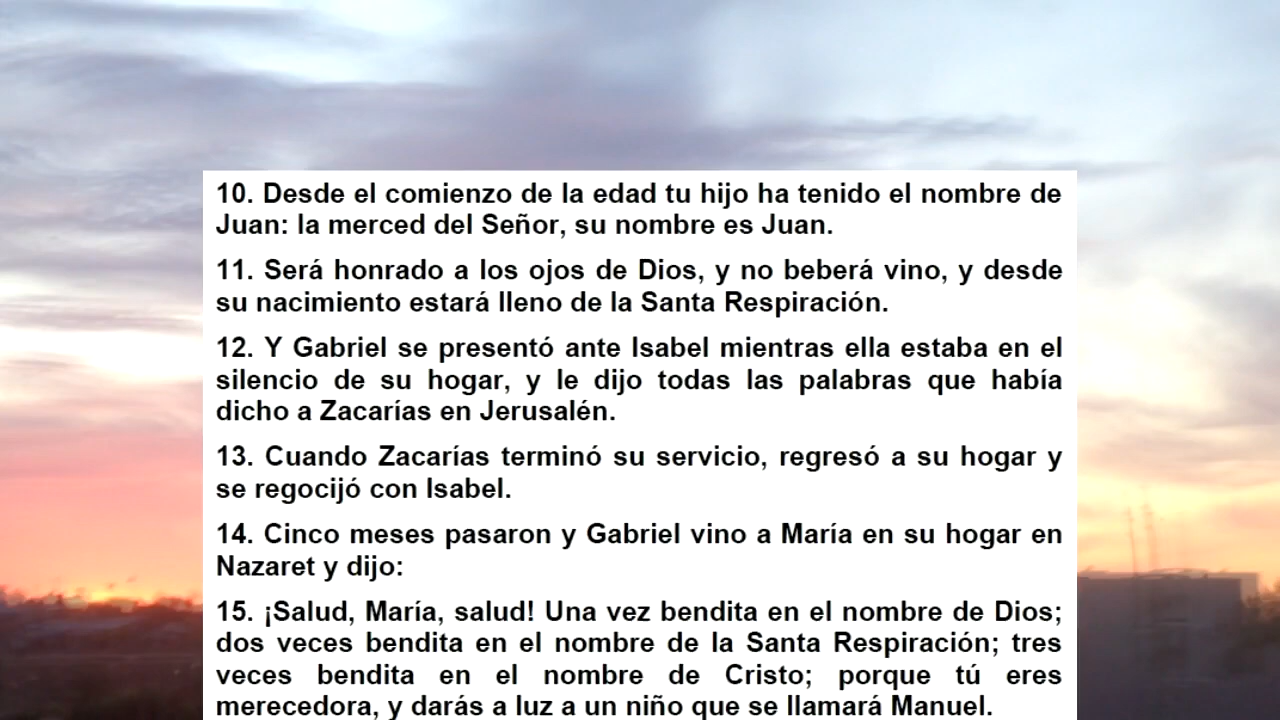 10. Desde el comienzo de la edad tu hijo ha tenido el nombre de
Juan: la merced del Señor, su nombre es Juan.
11. Será honrado a los ojos de Dios, y no beberá vino, y desde
su nacimiento estará lleno de la Santa Respiración.
12. Y Gabriel se presentó ante Isabel mientras ella estaba en el
silencio de su hogar, y le dijo todas las palabras que había
dicho a Zacarías en Jerusalén.
13. Cuando Zacarías terminó su servicio, regresó a su hogar y
se regocijó con Isabel.
14. Cinco meses pasaron y Gabriel vino a María en su hogar en
Nazaret y dijo:
15. ¡Salud, María, salud! Una vez bendita en el nombre de Dios;
dos veces bendita en el nombre de la Santa Respiración; tres
veces bendita en el nombre de Cristo; porque tú eres
merecedora, y darás a luz a un niño que se llamará Manuel.